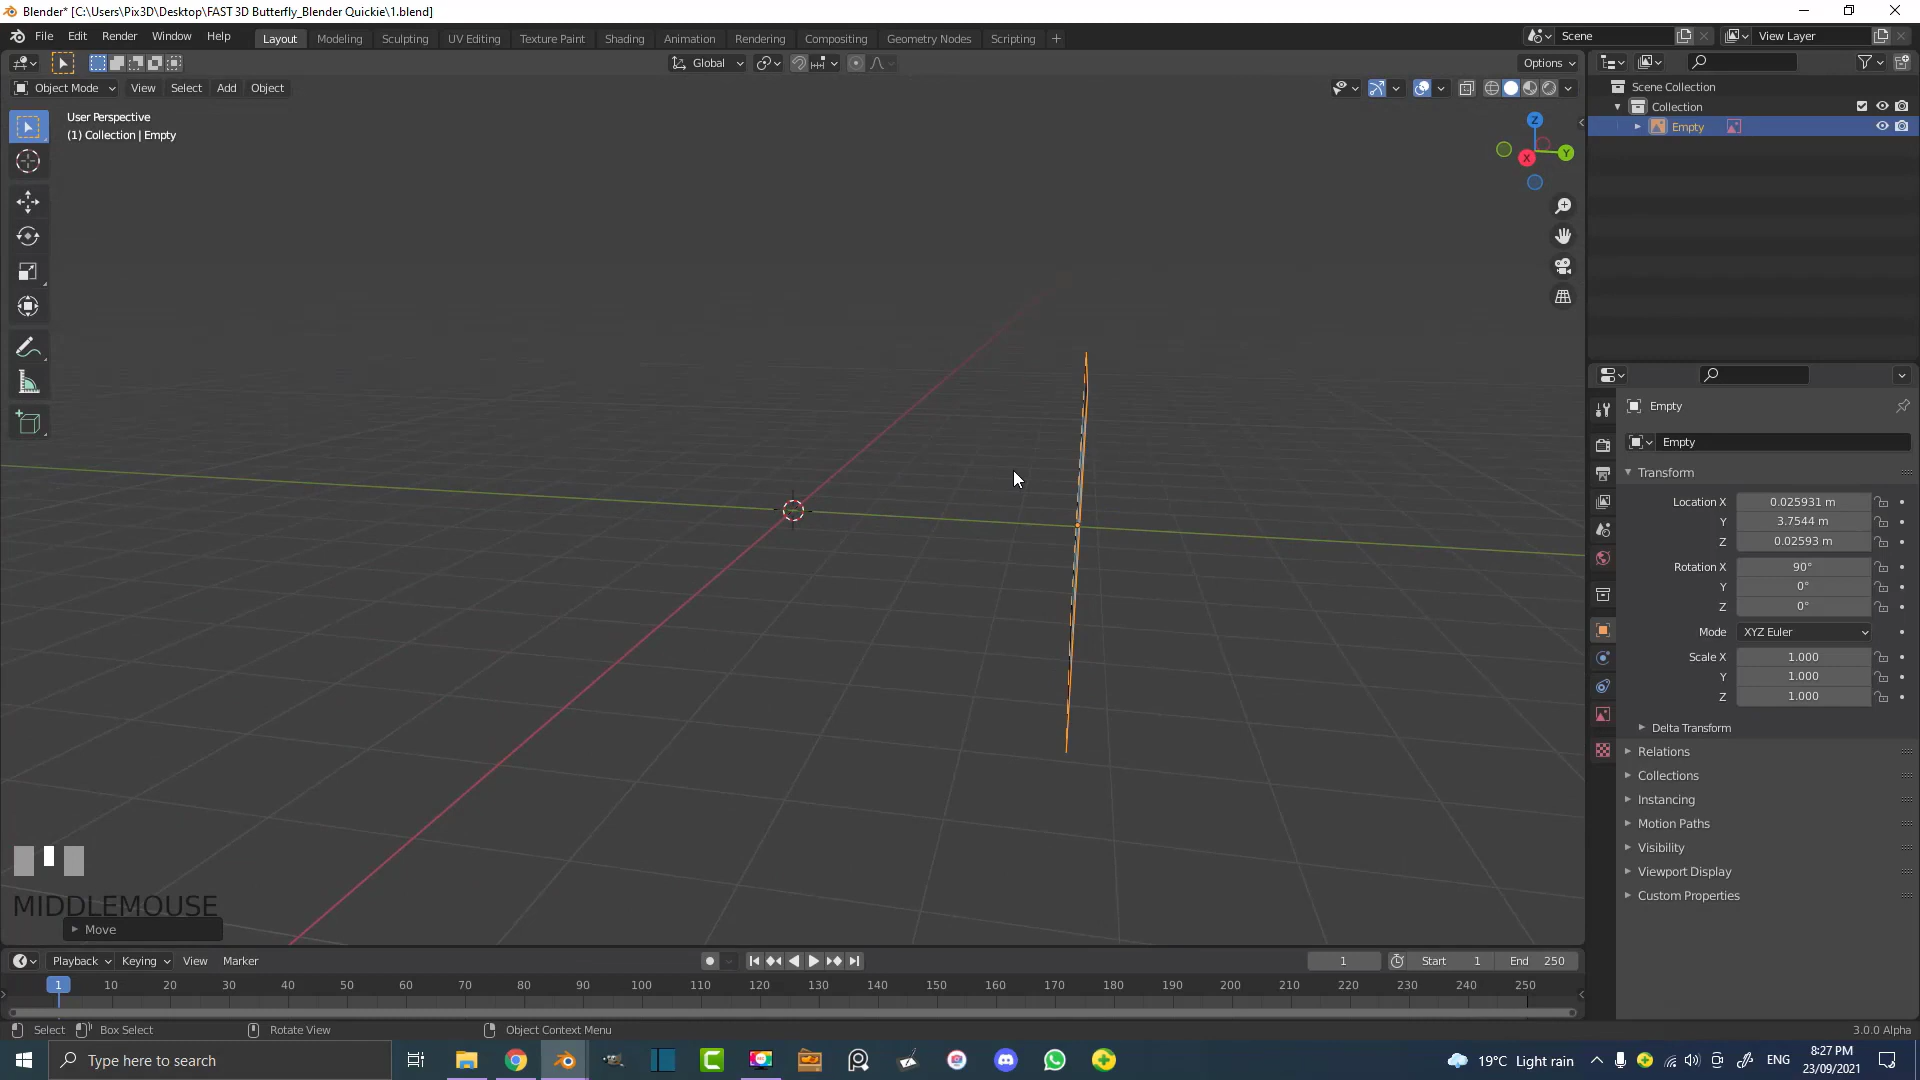 Blender* [C:\Users\Pix3D\Desktop\FAST 3D Butterfly_Blender Quickie\1.blend]
File Edit Render Window Help Layout Modeling Sculpting UV Editing Texture Paint Shading Animation Rendering Compositing Geometry Nodes Scripting + Scene View Layer
Global Options
Object Mode View Select Add Object
User Perspective
(1) Collection | Empty
Z
Y
X
Scene Collection
Collection
Empty
Empty
Empty
Transform
Location X 0.025931 m
Y 3.7544 m
Z 0.02593 m
Rotation X 90°
Y 0°
Z 0°
Mode XYZ Euler
Scale X 1.000
Y 1.000
Z 1.000
Delta Transform
Relations
Collections
Instancing
Motion Paths
Visibility
Viewport Display
Custom Properties
MIDDLEMOUSE
Move
Playback Keying View Marker 1 Start 1 End 250
1 10 20 30 40 50 60 70 80 90 100 110 120 130 140 150 160 170 180 190 200 210 220 230 240 250
Select Box Select Rotate View Object Context Menu 3.0.0 Alpha
Type here to search 19°C Light rain ENG 8:27 PM
23/09/2021